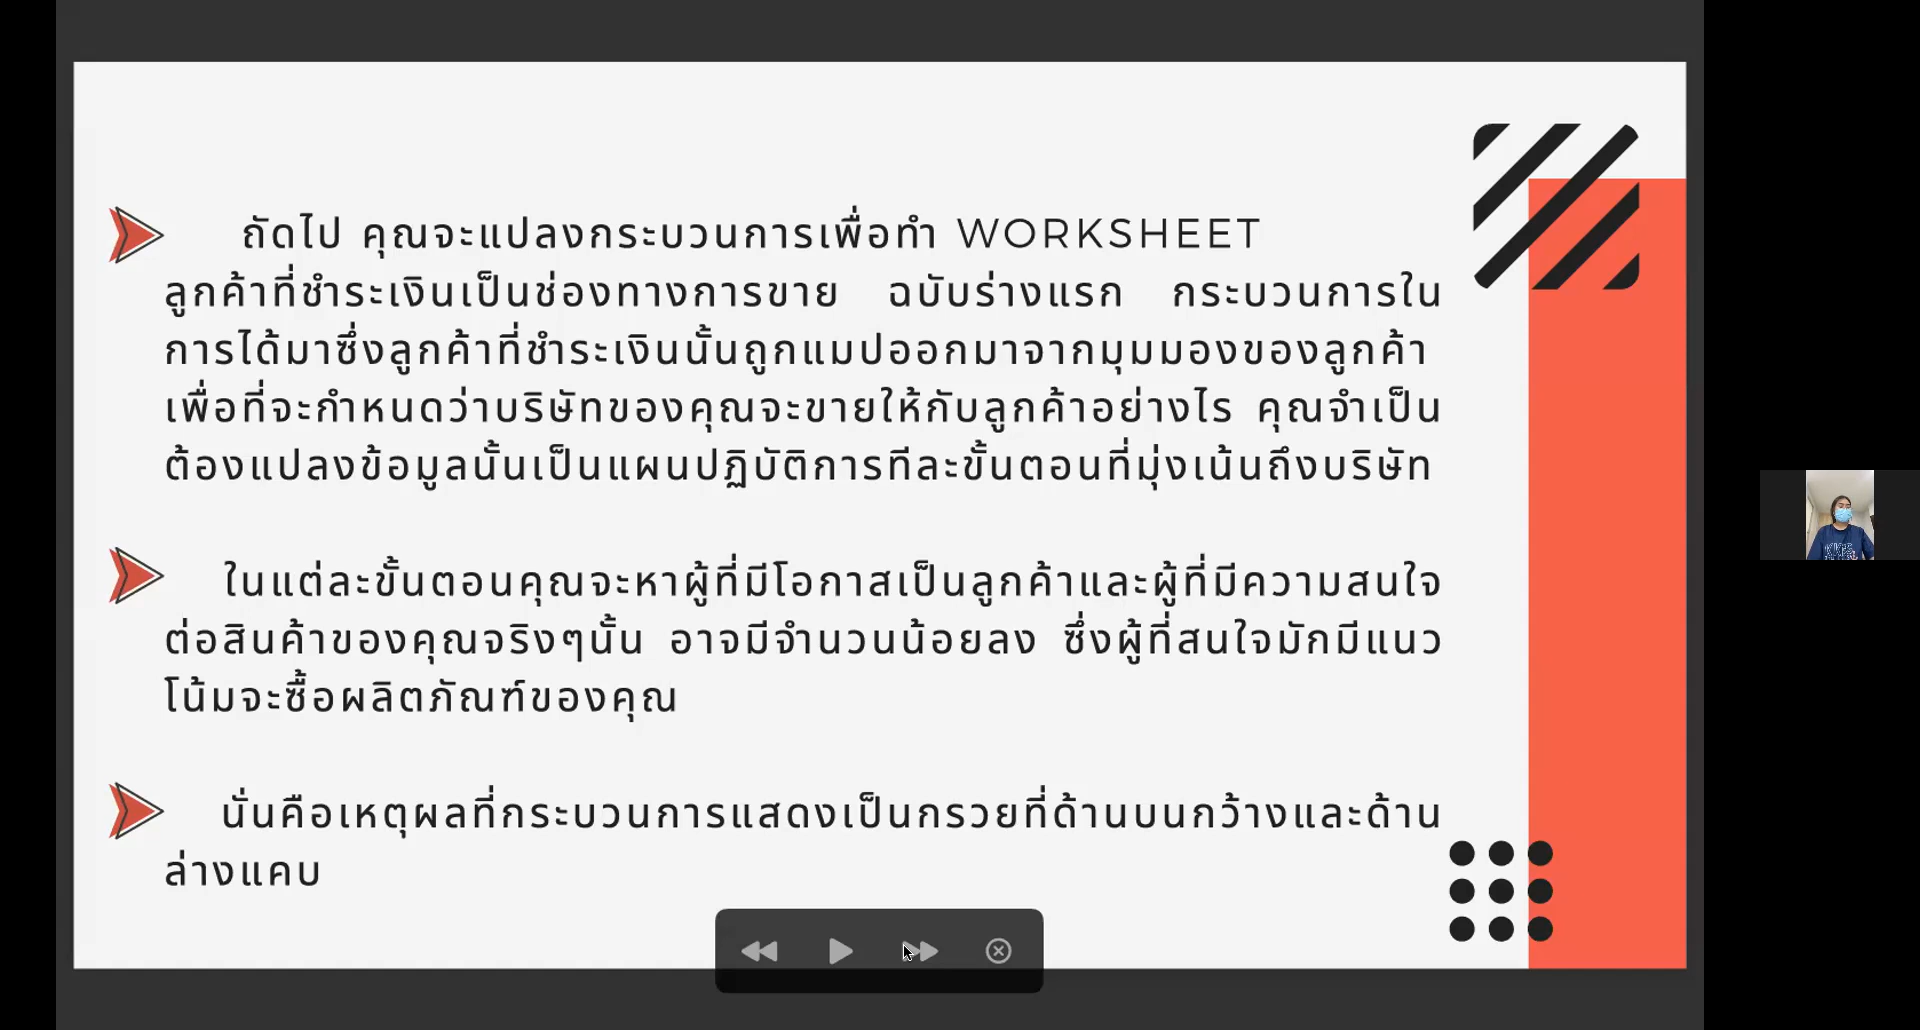 ถัดไป คุณจะแปลงกระบวนการเพื่อทำ WORKSHEET
ลูกค้าที่ชำระเงินเป็นช่องทางการขาย ฉบับร่างแรก กระบวนการใน
การได้มาซึ่งลูกค้าที่ชำระเงินนั้นถูกแมปออกมาจากมุมมองของลูกค้า
เพื่อที่จะกำหนดว่าบริษัทของคุณจะขายให้กับลูกค้าอย่างไร คุณจำเป็น
ต้องแปลงข้อมูลนั้นเป็นแผนปฏิบัติการทีละขั้นตอนที่มุ่งเน้นถึงบริษัท
ในแต่ละขั้นตอนคุณจะหาผู้ที่มีโอกาสเป็นลูกค้าและผู้ที่มีความสนใจ
ต่อสินค้าของคุณจริงๆนั้น อาจมีจำนวนน้อยลง ซึ่งผู้ที่สนใจมักมีแนว
โน้มจะซื้อผลิตภัณฑ์ของคุณ
นั่นคือเหตุผลที่กระบวนการแสดงเป็นกรวยที่ด้านบนกว้างและด้าน
ล่างแคบ